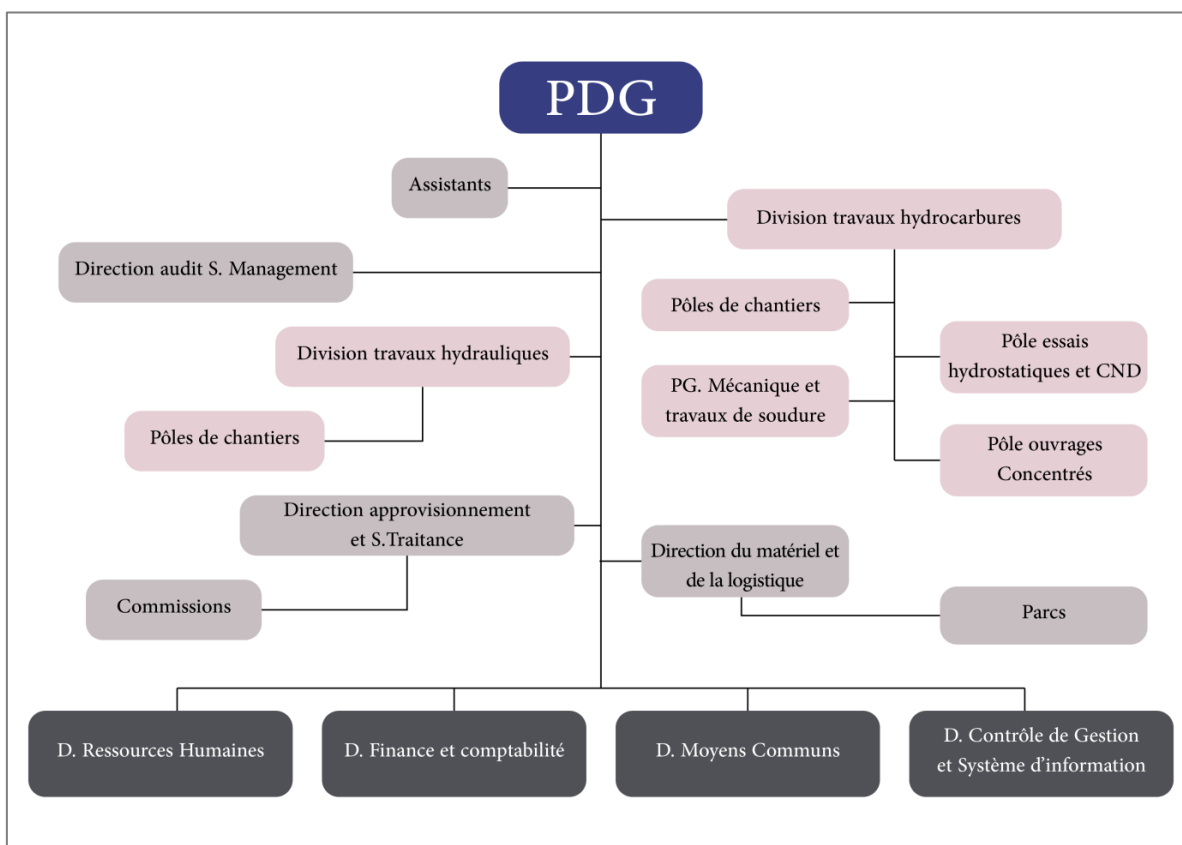 PDG
Assistants
Division travaux hydrocarbures
Direction audit S. Management
Pôles de chantiers
Division travaux hydrauliques
Pôle essais
hydrostatiques et CND
PG. Mécanique et
travaux de soudure
Pôles de chantiers
Pôle ouvrages
Concentrés
Direction approvisionnement
et S.Traitance
Direction du matériel et
de la logistique
Commissions
Parcs
D. Ressources Humaines
D. Finance et comptabilité
D. Moyens Communs
D. Contrôle de Gestion
et Système d'information